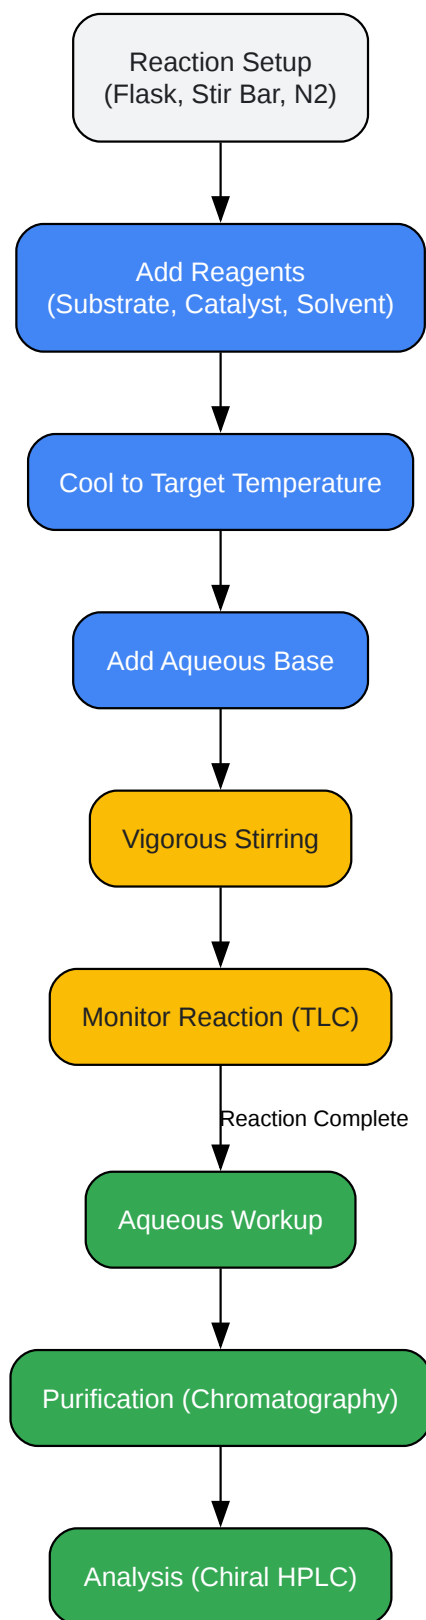 Reaction Setup
(Flask, Stir Bar, N2)
Add Reagents
(Substrate, Catalyst, Solvent)
Cool to Target Temperature
Add Aqueous Base
Vigorous Stirring
Monitor Reaction (TLC)
Reaction Complete
Aqueous Workup
Purification (Chromatography)
Analysis (Chiral HPLC)